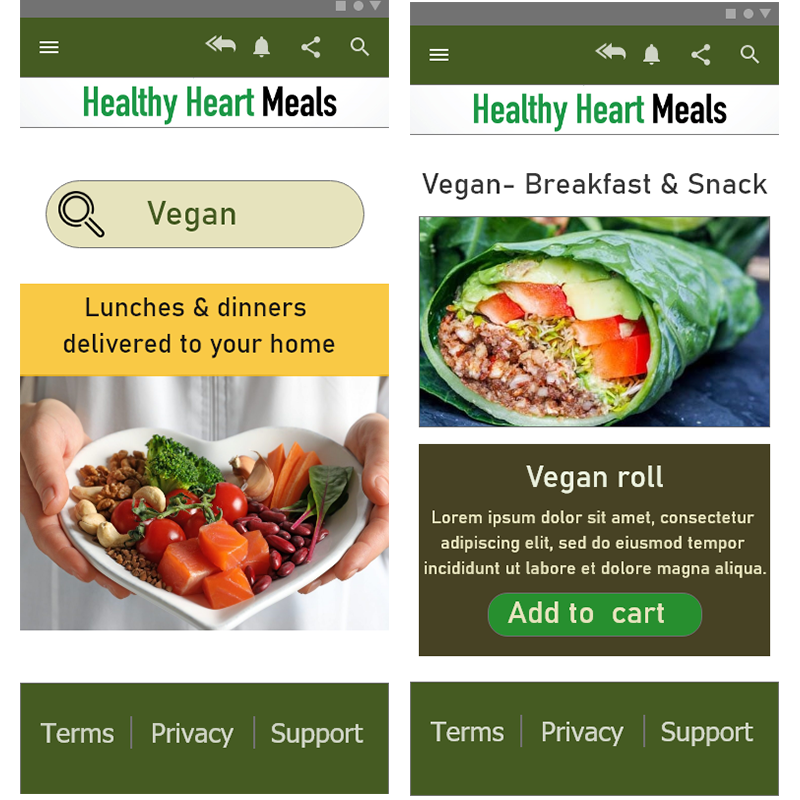 Healthy Heart Meals
Vegan
Lunches & dinners
delivered to your home
Terms | Privacy | Support
Healthy Heart Meals
Vegan- Breakfast & Snack
Vegan roll
Lorem ipsum dolor sit amet, consectetur
adipiscing elit, sed do eiusmod tempor
incididunt ut labore et dolore magna aliqua.
Add to cart
Terms | Privacy | Support